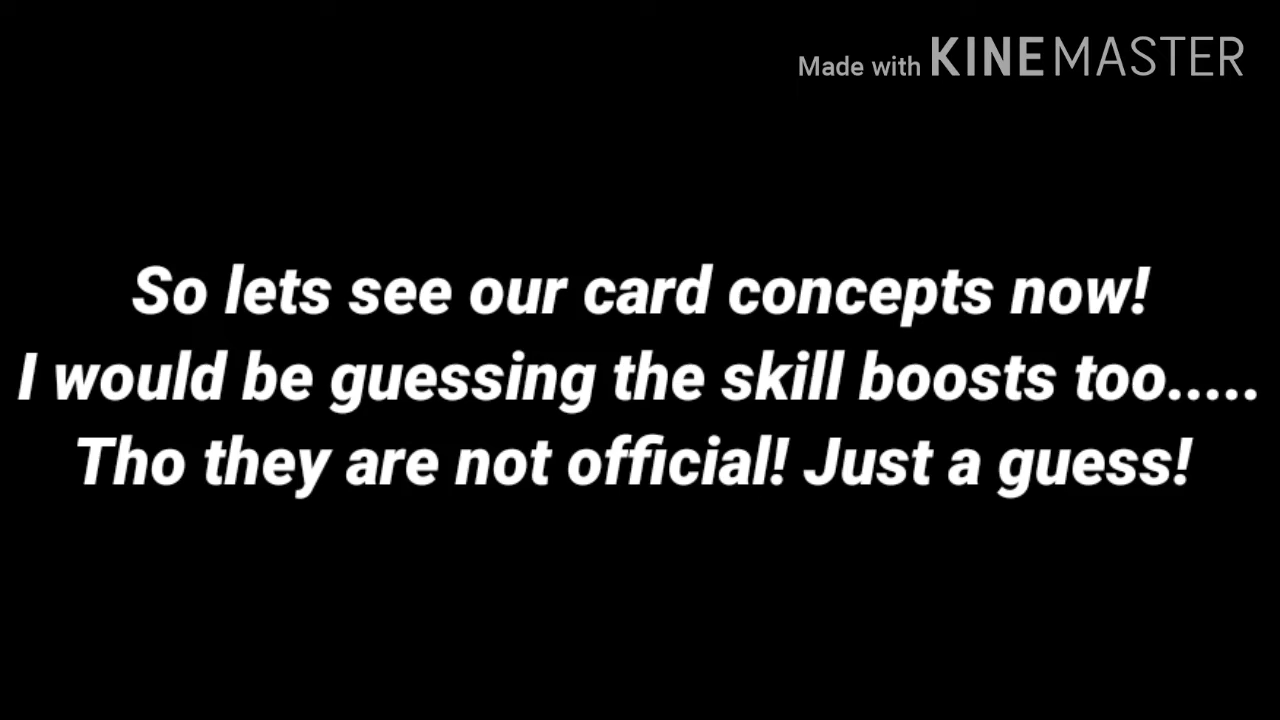 Made with KINEMASTER
So lets see our card concepts now!
I would be guessing the skill boosts too.....
Tho they are not official! Just a guess!